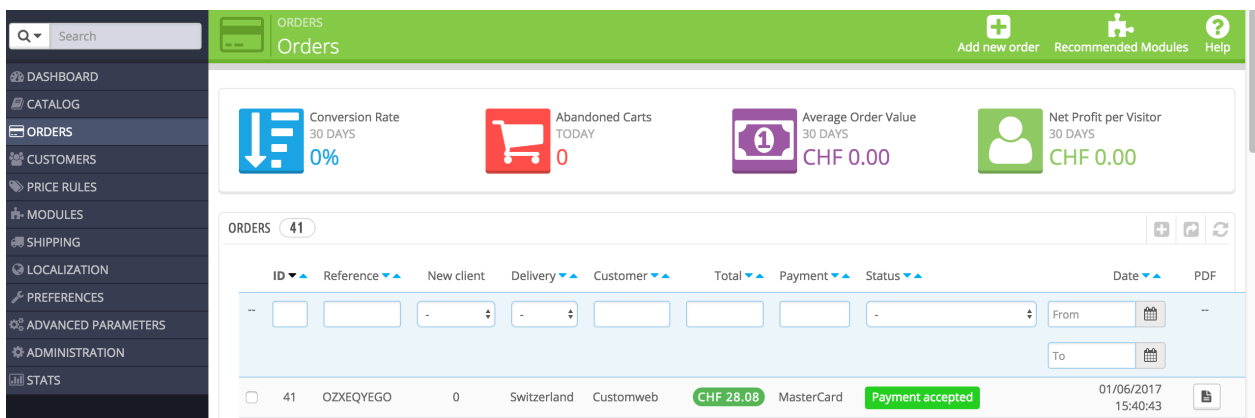 Search
DASHBOARD
CATALOG
ORDERS
CUSTOMERS
PRICE RULES
MODULES
SHIPPING
LOCALIZATION
PREFERENCES
ADVANCED PARAMETERS
ADMINISTRATION
STATS
ORDERS
Orders
Add new order Recommended Modules Help
Conversion Rate
30 DAYS
0%
Abandoned Carts
TODAY
0
1
Average Order Value
30 DAYS
CHF 0.00
Net Profit per Visitor
30 DAYS
CHF 0.00
ORDERS 41
ID Reference New client Delivery Customer Total Payment Status Date PDF
-- - - - From --
To
41 OZXEQYEGO 0 Switzerland Customweb CHF 28.08 MasterCard Payment accepted 01/06/2017
15:40:43